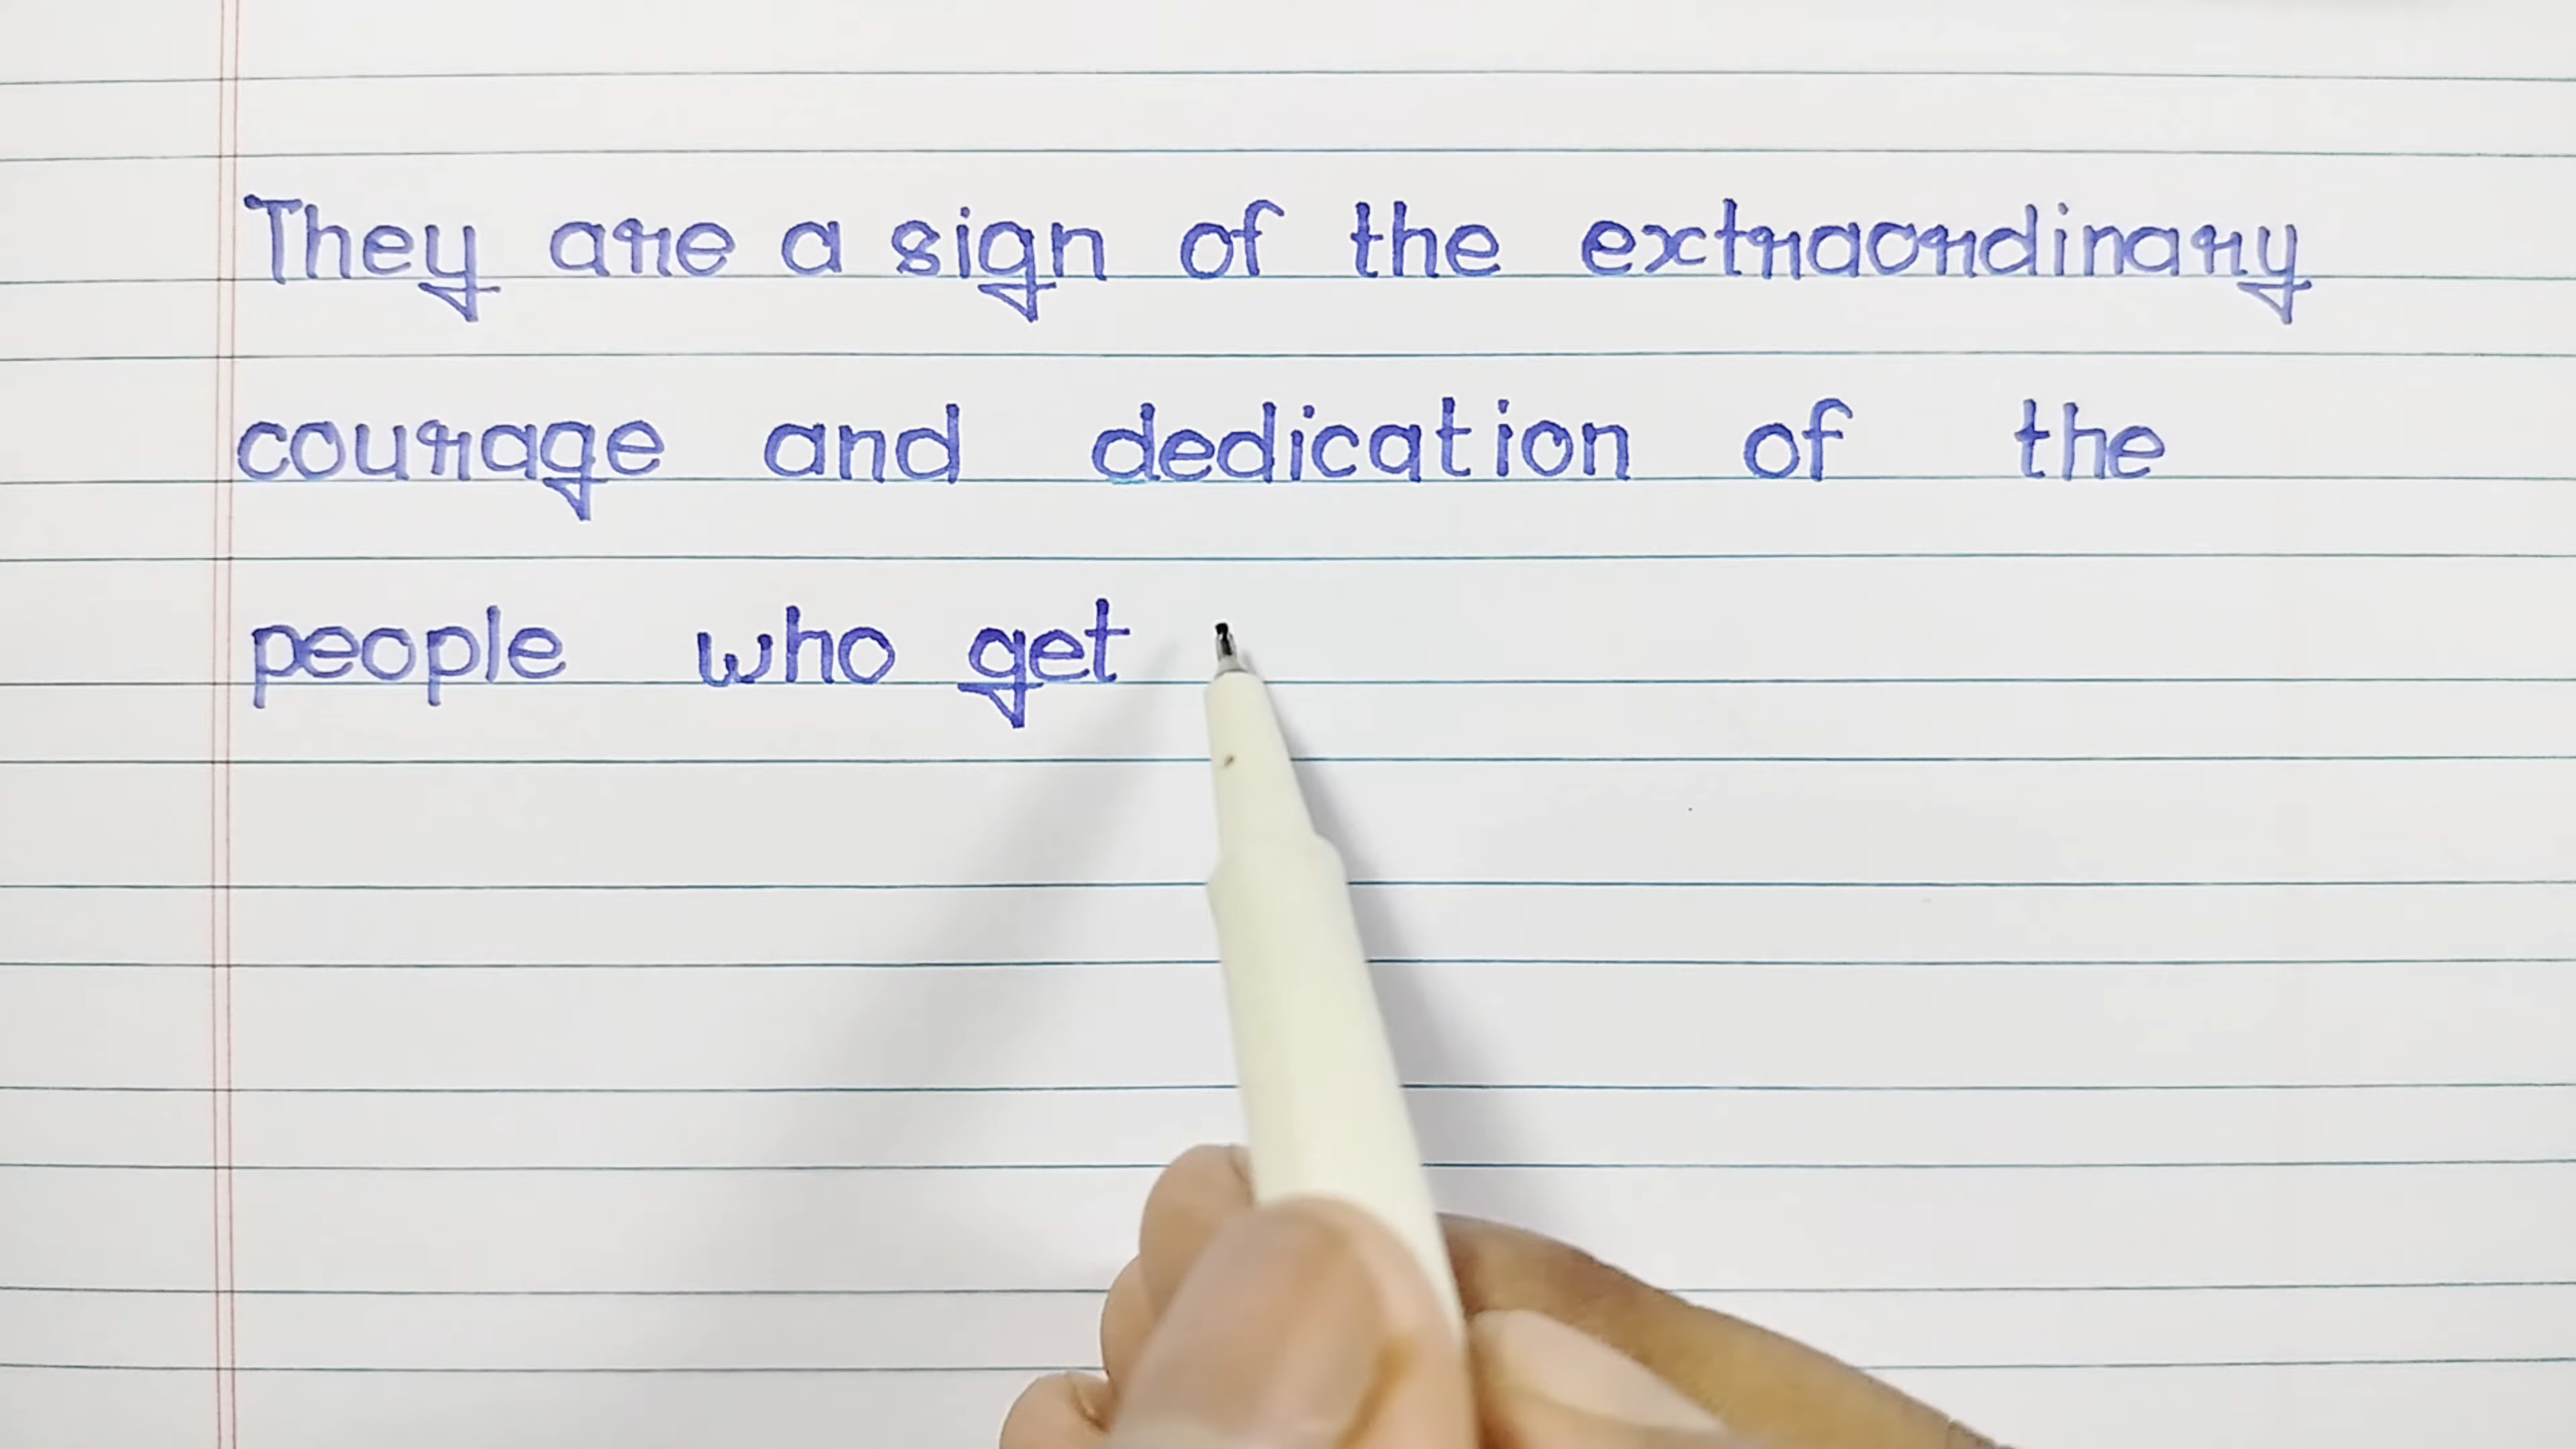 They are a sign of the extraordinary
courage and dedication of the
people who get